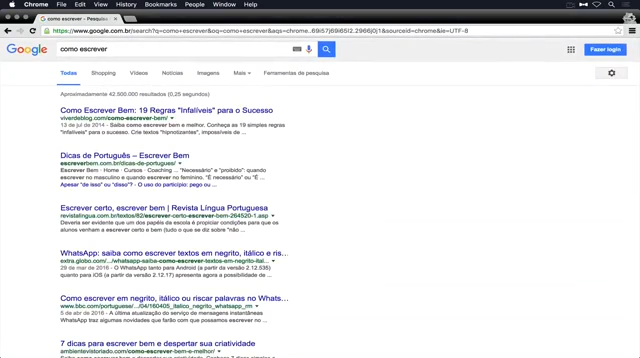 Chrome File Edit View History Bookmarks People Window Help
como escrever - Pesquisa
https://www.google.com.br/search?q=como+escrever&oq=como+escrever&aqs=chrome..69i57j69i65l2.2966j0j1&sourceid=chrome&ie=UTF-8
Google
como escrever
Fazer login
Todas Shopping Vídeos Notícias Imagens Mais Ferramentas de pesquisa
Aproximadamente 42.500.000 resultados (0,25 segundos)
Como Escrever Bem: 19 Regras "Infalíveis" para o Sucesso
viverdeblog.com/como-escrever-bem/
13 de jul de 2014 - Saiba como escrever bem e melhor. Conheça as 19 simples regras
"infalíveis" para o sucesso. Crie textos "hipnotizantes", impossíveis de ...
Dicas de Português – Escrever Bem
escreverbem.com.br/dicas-de-portugues/
Escrever Bem · Home · Cursos · Coaching ... "Necessário" e "proibido": quando
escrever no masculino e quando escrever no feminino. "É necessário" ou "É ...
Apesar "de isso" ou "disso"? · O uso do particípio: pego ou ...
Escrever certo, escrever bem | Revista Língua Portuguesa
revistalingua.com.br/textos/82/escrever-certo-escrever-bem-264520-1.asp
Deveria ser evidente que um dos papéis da escola é propiciar condições para que os
alunos venham a escrever certo e bem (tudo o que se diz sobre "não ...
WhatsApp: saiba como escrever textos em negrito, itálico e ris...
extra.globo.com/.../whatsapp-saiba-como-escrever-textos-em-negrito-ital...
29 de mar de 2016 - O WhatsApp tanto para Android (a partir da versão 2.12.535)
quanto para iOS (a partir da versão 2.12.17) apresenta agora a possibilidade de ...
Como escrever em negrito, itálico ou riscar palavras no Whats...
www.bbc.com/portuguese/.../04/160405_italico_negrito_whatsapp_rm
5 de abr de 2016 - A última atualização do serviço de mensagens instantâneas
WhatsApp traz algumas novidades que farão com que possamos escrever no ...
7 dicas para escrever bem e despertar sua criatividade
ambientevistoriado.com/como-escrever-bem-e-melhor/